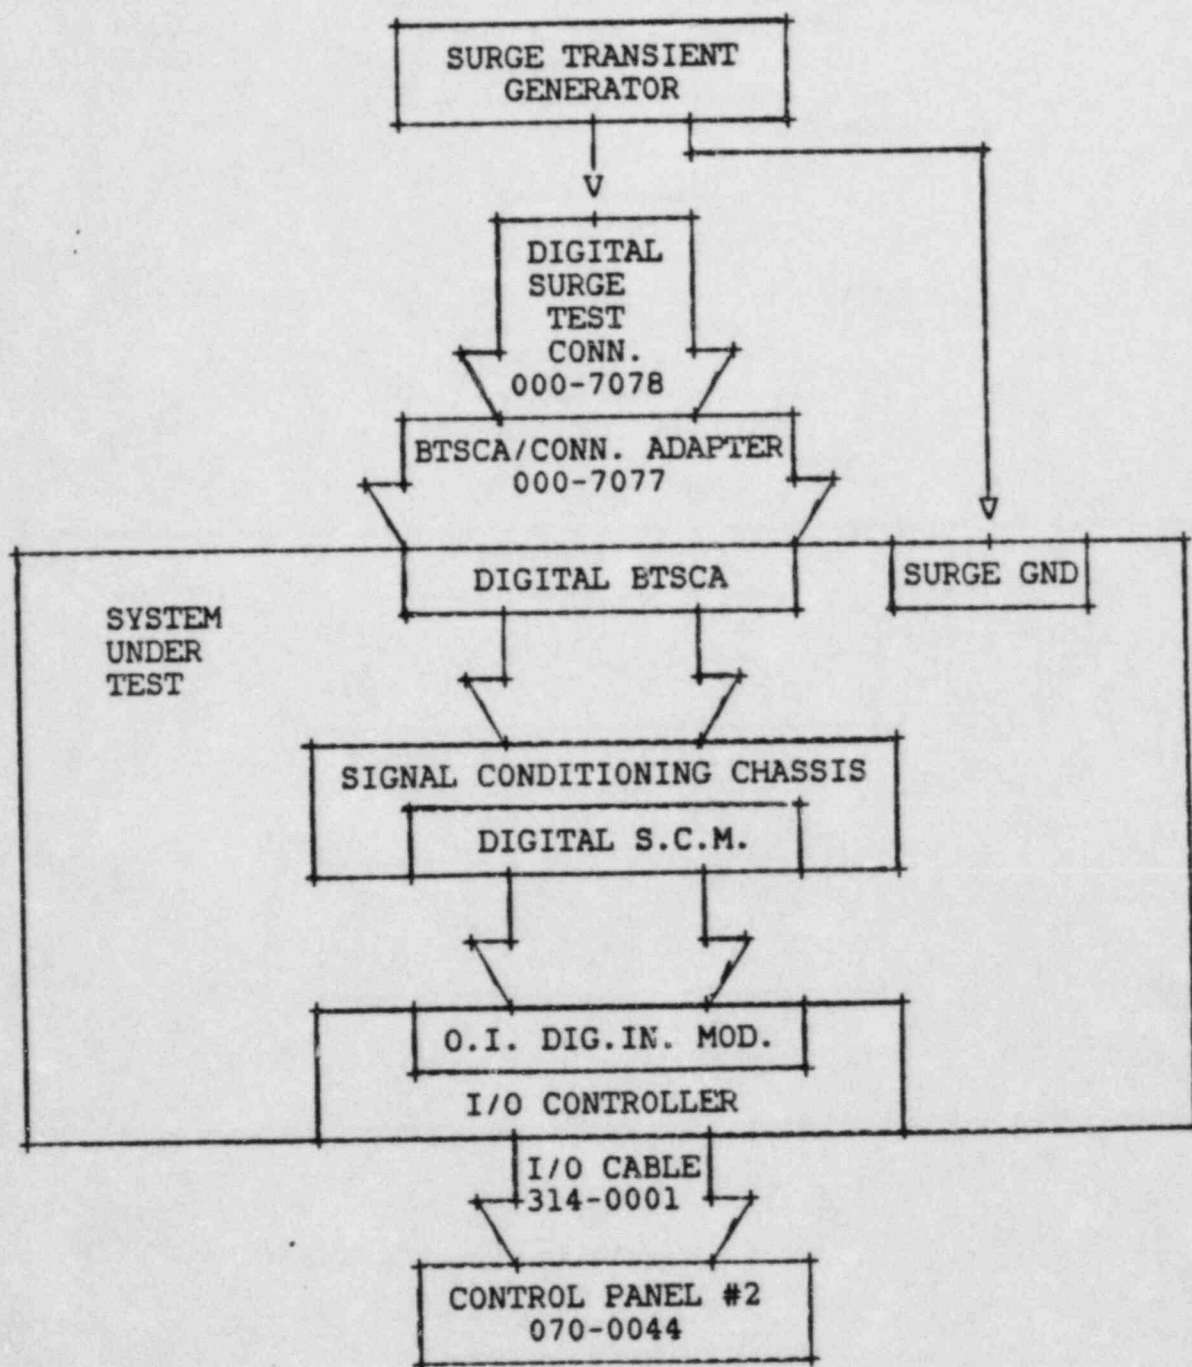 SURGE TRANSIENT
GENERATOR
DIGITAL
SURGE
TEST
CONN.
000-7078
BTSCA/CONN. ADAPTER
000-7077
DIGITAL BTSCA
SURGE GND
SYSTEM
UNDER
TEST
SIGNAL CONDITIONING CHASSIS
DIGITAL S.C.M.
O.I. DIG.IN. MOD.
I/O CONTROLLER
I/O CABLE
314-0001
CONTROL PANEL #2
070-0044